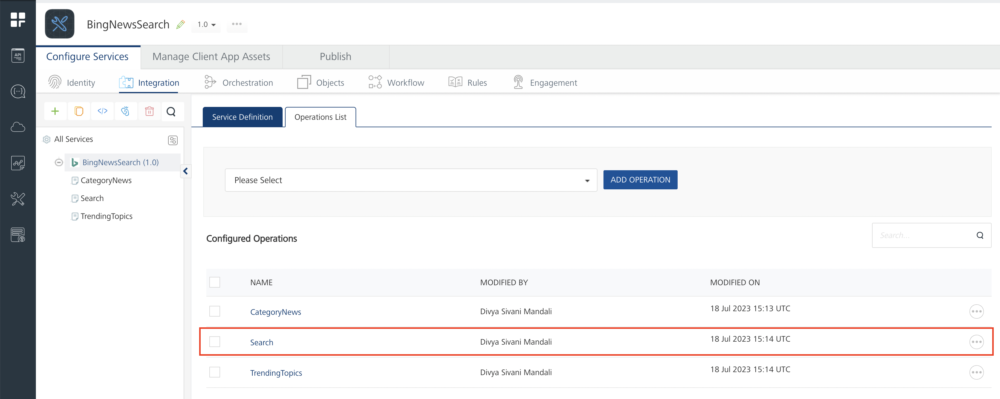 BingNewsSearch 1.0
API
Configure Services Manage Client App Assets Publish
Identity Integration Orchestration Objects Workflow Rules Engagement
Service Definition Operations List
All Services
BingNewsSearch (1.0)
CategoryNews
Search
TrendingTopics
Please Select ADD OPERATION
Configured Operations
Search...
NAME MODIFIED BY MODIFIED ON
CategoryNews Divya Sivani Mandali 18 Jul 2023 15:13 UTC
Search Divya Sivani Mandali 18 Jul 2023 15:14 UTC
TrendingTopics Divya Sivani Mandali 18 Jul 2023 15:14 UTC